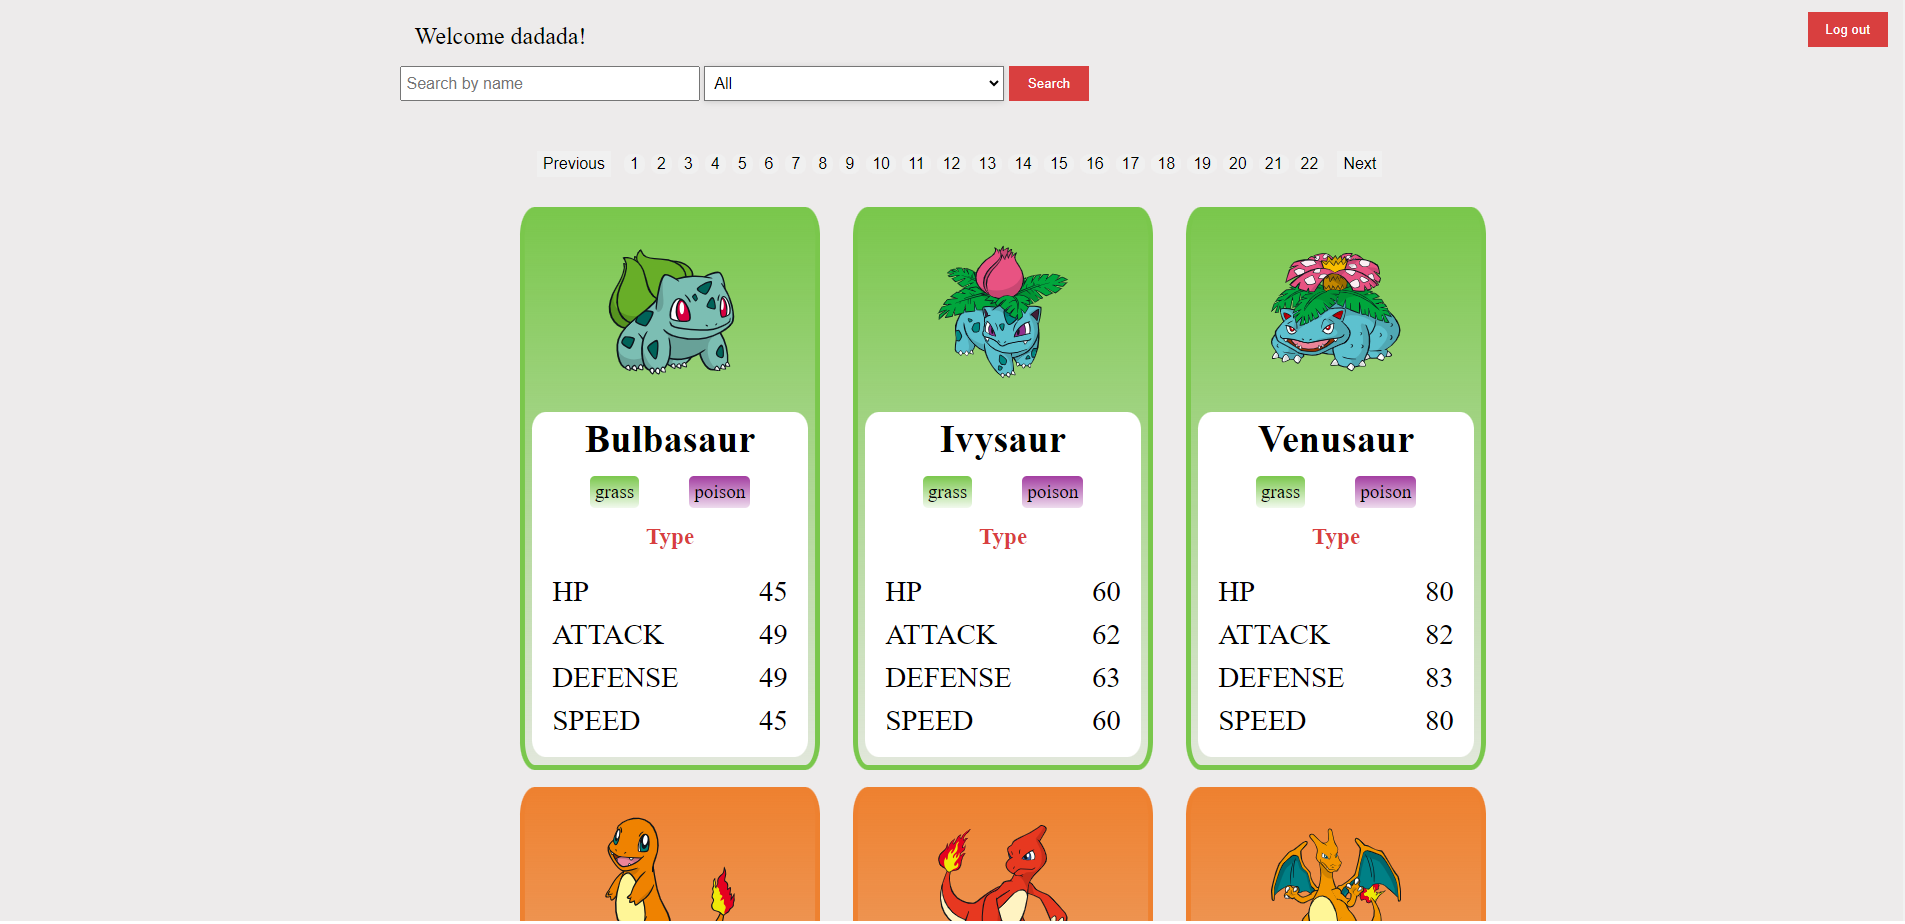 Welcome dadada!
Log out
Search by name All Search
Previous 1 2 3 4 5 6 7 8 9 10 11 12 13 14 15 16 17 18 19 20 21 22 Next
Bulbasaur
grass poison
Type
HP 45
ATTACK 49
DEFENSE 49
SPEED 45
Ivysaur
grass poison
Type
HP 60
ATTACK 62
DEFENSE 63
SPEED 60
Venusaur
grass poison
Type
HP 80
ATTACK 82
DEFENSE 83
SPEED 80